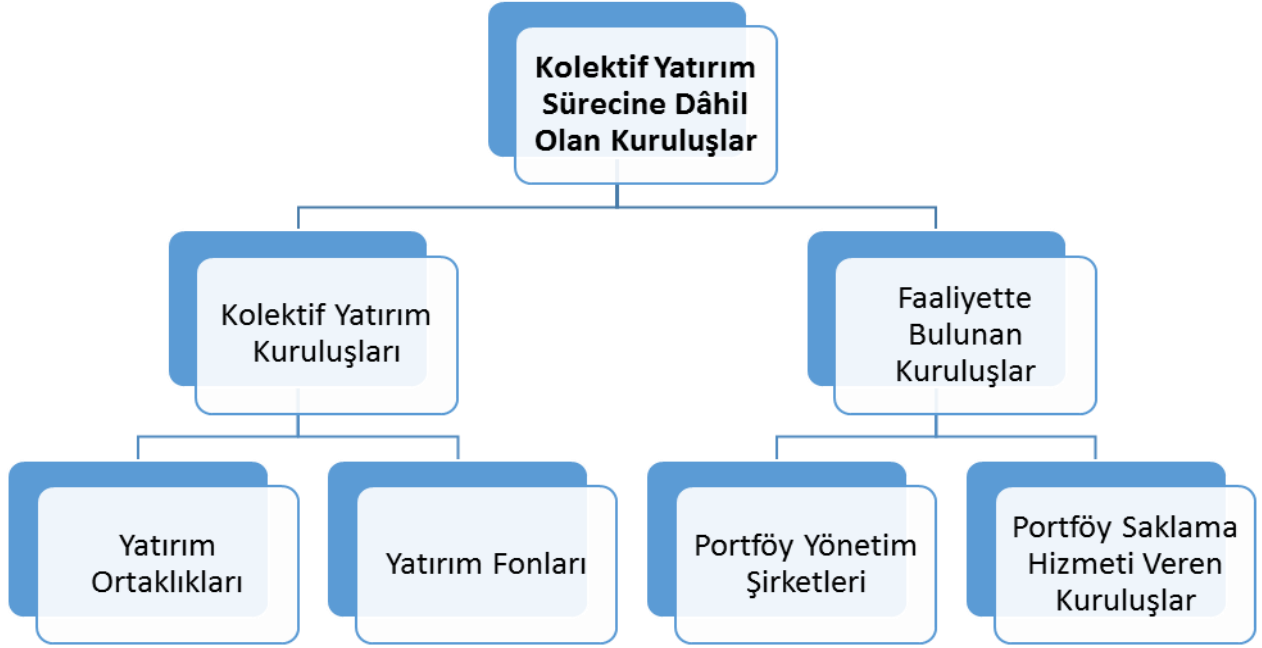 Kolektif Yatırım
Sürecine Dâhil
Olan Kuruluşlar
Kolektif Yatırım
Kuruluşları
Faaliyette
Bulunan
Kuruluşlar
Yatırım
Ortaklıkları
Yatırım Fonları
Portföy Yönetim
Şirketleri
Portföy Saklama
Hizmeti Veren
Kuruluşlar